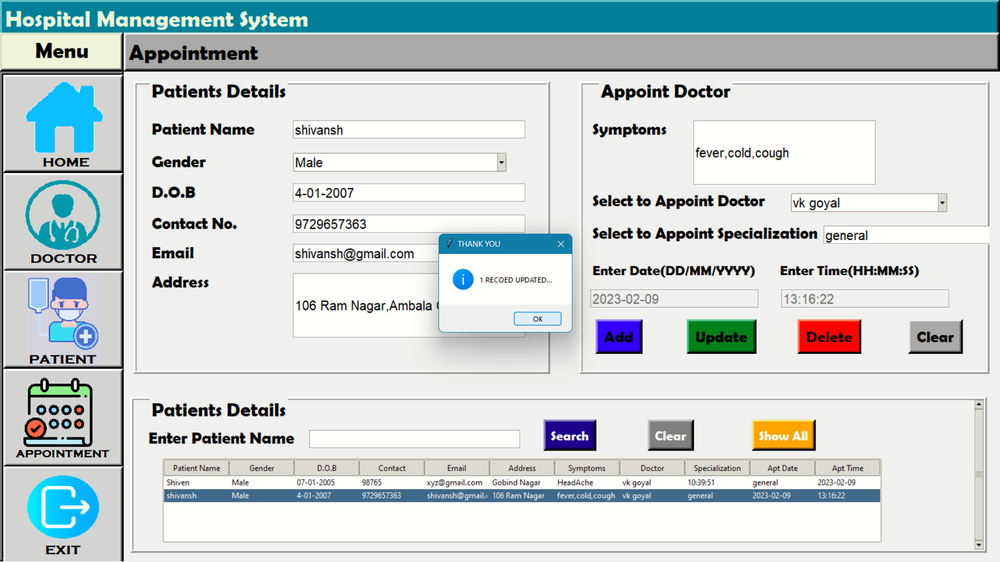 Hospital Management System
Menu
Appointment
HOME
DOCTOR
PATIENT
APPOINTMENT
EXIT
Patients Details
Patient Name shivansh
Gender Male
D.O.B 4-01-2007
Contact No. 9729657363
Email shivansh@gmail.com
Address 106 Ram Nagar,Ambala
Appoint Doctor
Symptoms fever,cold,cough
Select to Appoint Doctor vk goyal
Select to Appoint Specialization general
Enter Date(DD/MM/YYYY) Enter Time(HH:MM:SS)
2023-02-09 13:16:22
Add Update Delete Clear
THANK YOU
1 RECOED UPDATED...
OK
Patients Details
Enter Patient Name Search Clear Show All
Patient Name Gender D.O.B Contact Email Address Symptoms Doctor Specialization Apt Date Apt Time
Shiven Male 07-01-2005 98765 xyz@gmail.com Gobind Nagar HeadAche vk goyal 10:39:51 general 2023-02-09
shivansh Male 4-01-2007 9729657363 shivansh@gmail. 106 Ram Nagar fever,cold,cough vk goyal general 2023-02-09 13:16:22